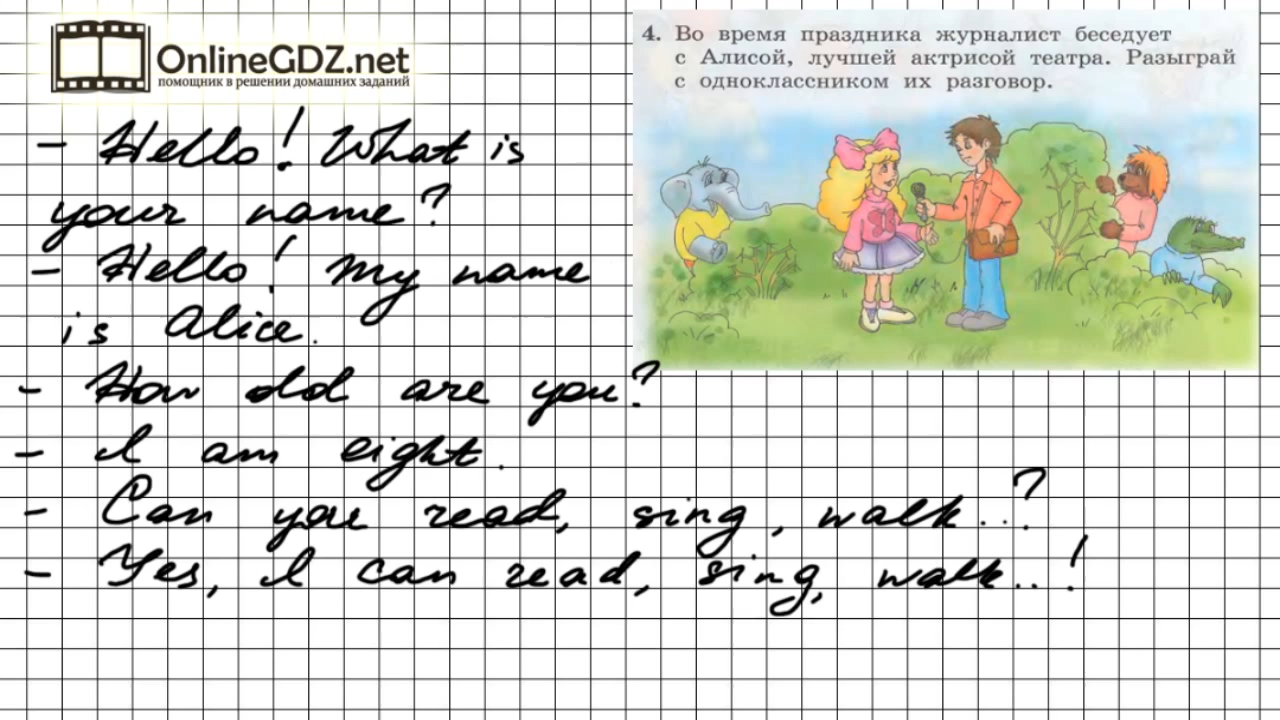 OnlineGDZ.net
помощник в решении домашних заданий
4. Во время праздника журналист беседует
с Алисой, лучшей актрисой театра. Разыграй
с одноклассником их разговор.
- Hello! What is
your name?
- Hello! My name
is Alice.
- How old are you?
- I am eight.
- Can you read, sing, walk..?
- Yes, I can read, sing, walk..!